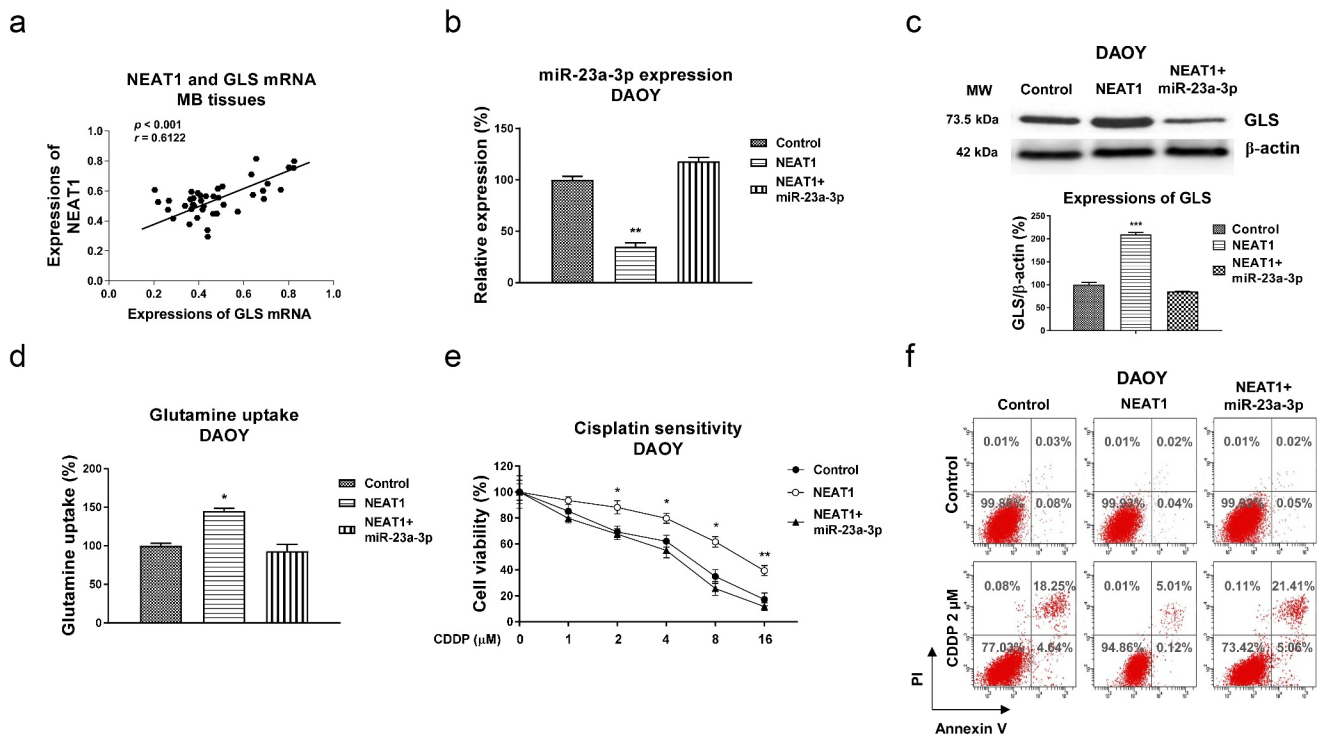 a
NEAT1 and GLS mRNA
MB tissues
p < 0.001
r = 0.6122
1.0
0.8
0.6
0.4
0.2
0.0
Expressions of
NEAT1
0.0 0.2 0.4 0.6 0.8 1.0
Expressions of GLS mRNA
b
miR-23a-3p expression
DAOY
Relative expression (%)
150
100
50
0
**
Control
NEAT1
NEAT1+
miR-23a-3p
c
DAOY
MW Control NEAT1 NEAT1+
miR-23a-3p
73.5 kDa GLS
42 kDa β-actin
Expressions of GLS
GLS/β-actin (%)
250
200
150
100
50
0
***
Control
NEAT1
NEAT1+
miR-23a-3p
d
Glutamine uptake
DAOY
Glutamine uptake (%)
200
150
100
50
0
*
Control
NEAT1
NEAT1+
miR-23a-3p
e
Cisplatin sensitivity
DAOY
Cell viability (%)
120
100
80
60
40
20
0
* * * **
CDDP (μM) 0 1 2 4 8 16
Control
NEAT1
NEAT1+
miR-23a-3p
f
DAOY
Control NEAT1 NEAT1+
miR-23a-3p
Control
0.01% 0.03% 0.01% 0.02% 0.01% 0.02%
0.08% 0.04% 0.05%
CDDP 2 μM
0.08% 18.25% 0.01% 5.01% 0.11% 21.41%
77.03% 4.64% 94.86% 0.12% 73.42% 5.06%
PI
Annexin V